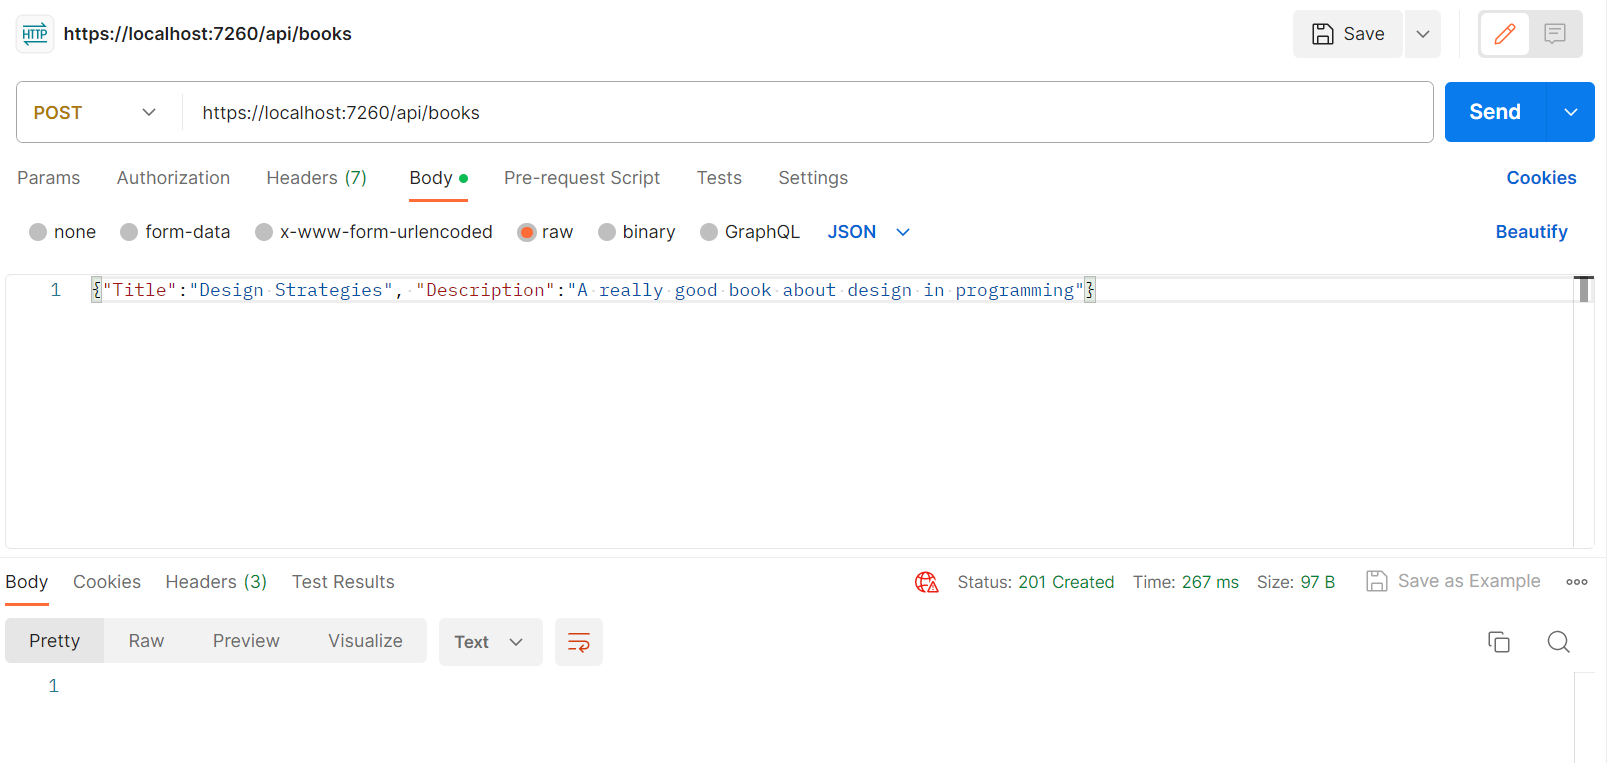 HTTP https://localhost:7260/api/books Save
POST https://localhost:7260/api/books Send
Params Authorization Headers (7) Body Pre-request Script Tests Settings Cookies
none form-data x-www-form-urlencoded raw binary GraphQL JSON Beautify
1 {"Title":"Design Strategies", "Description":"A really good book about design in programming"}
Body Cookies Headers (3) Test Results Status: 201 Created Time: 267 ms Size: 97 B Save as Example
Pretty Raw Preview Visualize Text
1